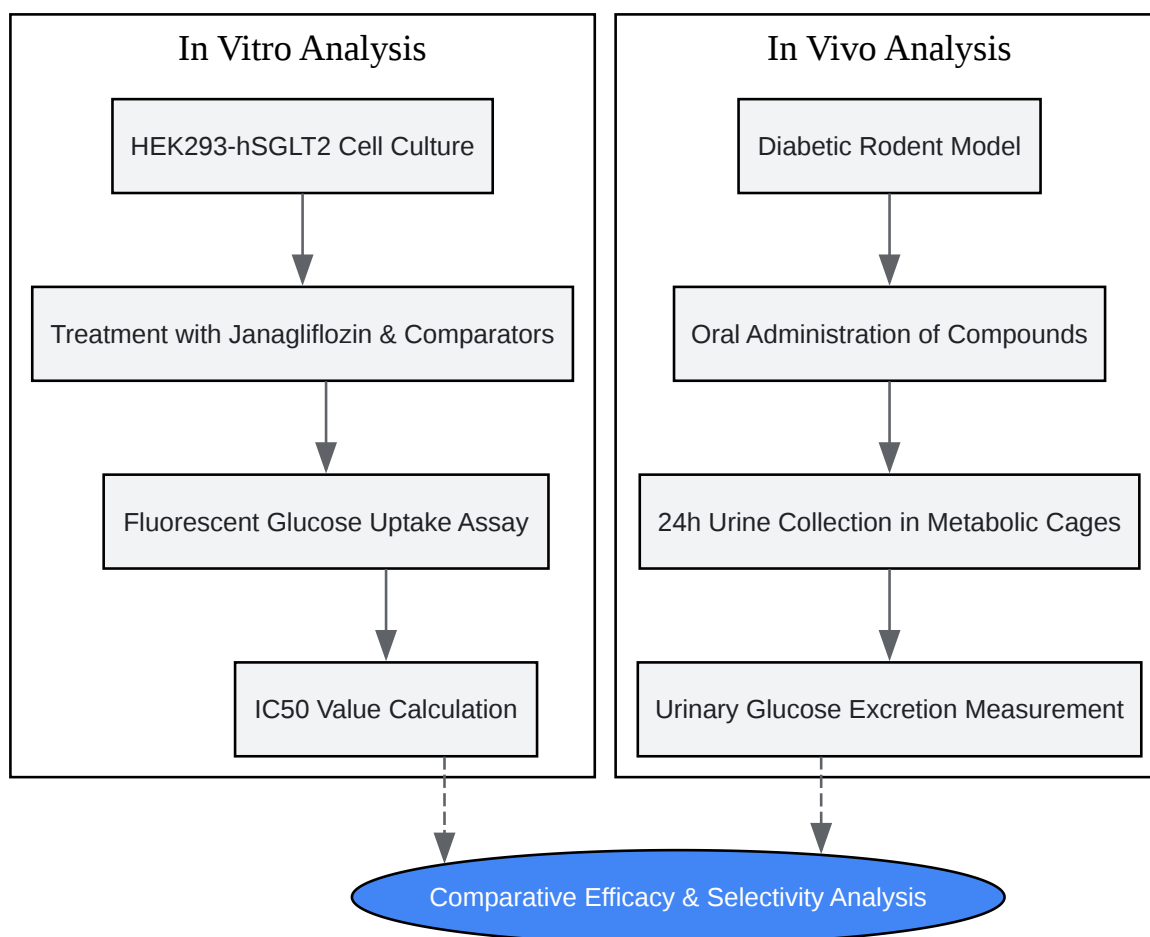 In Vitro Analysis
HEK293-hSGLT2 Cell Culture
Treatment with Janagliflozin & Comparators
Fluorescent Glucose Uptake Assay
IC50 Value Calculation
In Vivo Analysis
Diabetic Rodent Model
Oral Administration of Compounds
24h Urine Collection in Metabolic Cages
Urinary Glucose Excretion Measurement
Comparative Efficacy & Selectivity Analysis